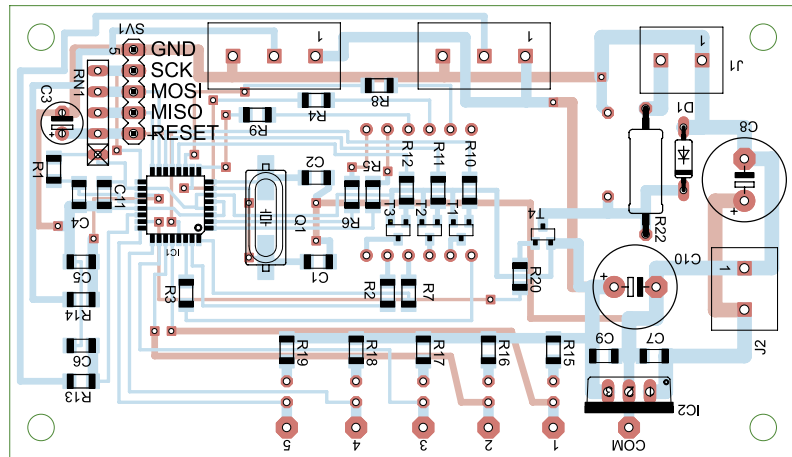 SV1
5
GND
SCK
MOSI
MISO
RESET
RN1
C3
+
1
1
1
J1
R8
R4
R9
D1
C8
+
R1
C2
R5
R12
R11
R10
C4
C11
IC1
Q1
R6
T3
T2
T1
T4
R22
C10
+
1
J2
C5
R14
R3
C1
R2
R7
R20
C6
R13
R19
R18
R17
R16
R15
C9
C7
IC2
5
4
3
2
1
COM